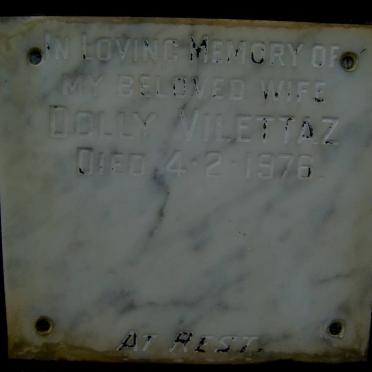 IN LOVING MEMORY OF
MY BELOVED WIFE
DOLLY VILETTAZ
DIED 4·2·1976.
AT REST.